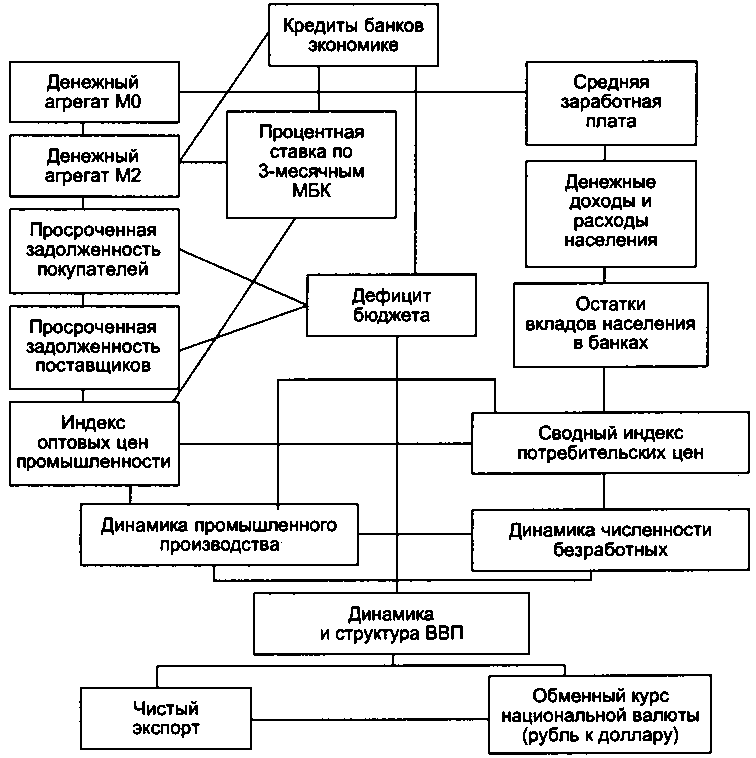 Кредиты банков
экономике
Денежный
агрегат М0
Средняя
заработная
плата
Процентная
ставка по
3-месячным
МБК
Денежный
агрегат М2
Денежные
доходы и
расходы
населения
Просроченная
задолженность
покупателей
Дефицит
бюджета
Остатки
вкладов населения
в банках
Просроченная
задолженность
поставщиков
Индекс
оптовых цен
промышленности
Сводный индекс
потребительских цен
Динамика промышленного
производства
Динамика численности
безработных
Динамика
и структура ВВП
Чистый
экспорт
Обменный курс
национальной валюты
(рубль к доллару)